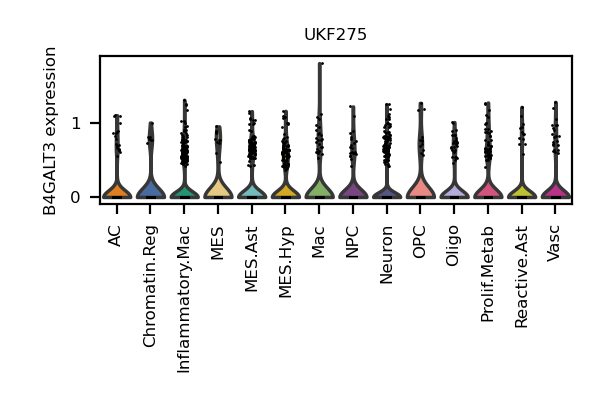 UKF275
B4GALT3 expression
1
0
AC
Chromatin.Reg
Inflammatory.Mac
MES
MES.Ast
MES.Hyp
Mac
NPC
Neuron
OPC
Oligo
Prolif.Metab
Reactive.Ast
Vasc